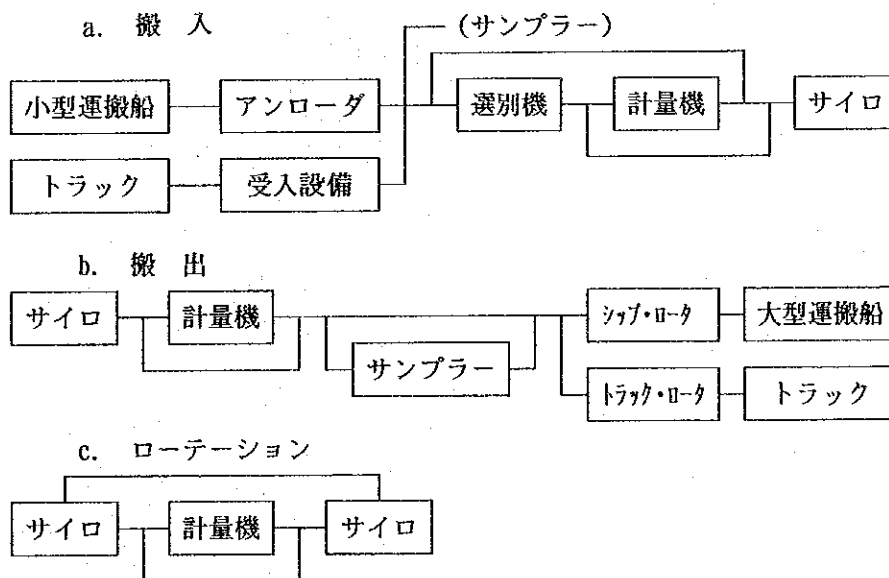 a. 搬 入
(サンプラー)
小型運搬船 アンローダ 選別機 計量機 サイロ
トラック 受入設備
b. 搬 出
サイロ 計量機 シップ・ロータ 大型運搬船
サンプラー
トラック・ロータ トラック
c. ローテーション
サイロ 計量機 サイロ